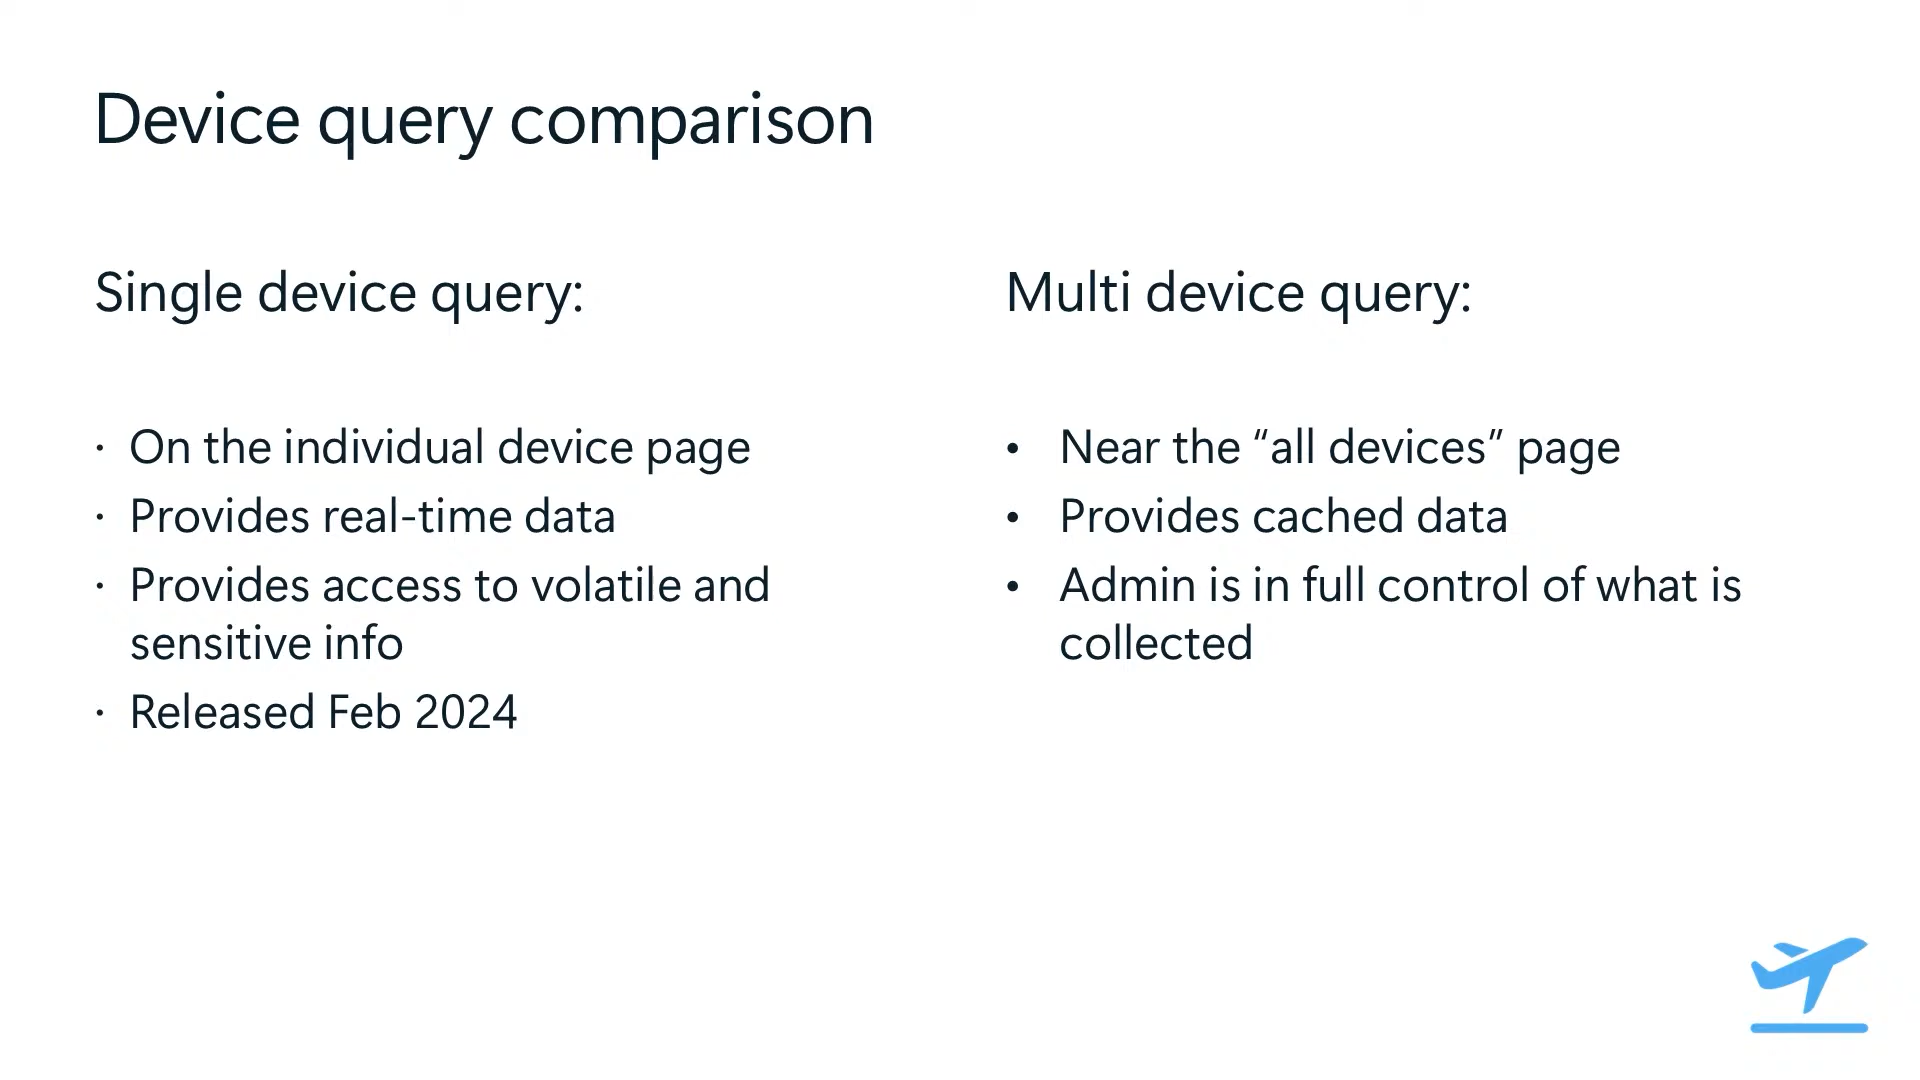 Device query comparison
Single device query:
· On the individual device page
· Provides real-time data
· Provides access to volatile and
sensitive info
· Released Feb 2024
Multi device query:
• Near the “all devices” page
• Provides cached data
• Admin is in full control of what is
collected